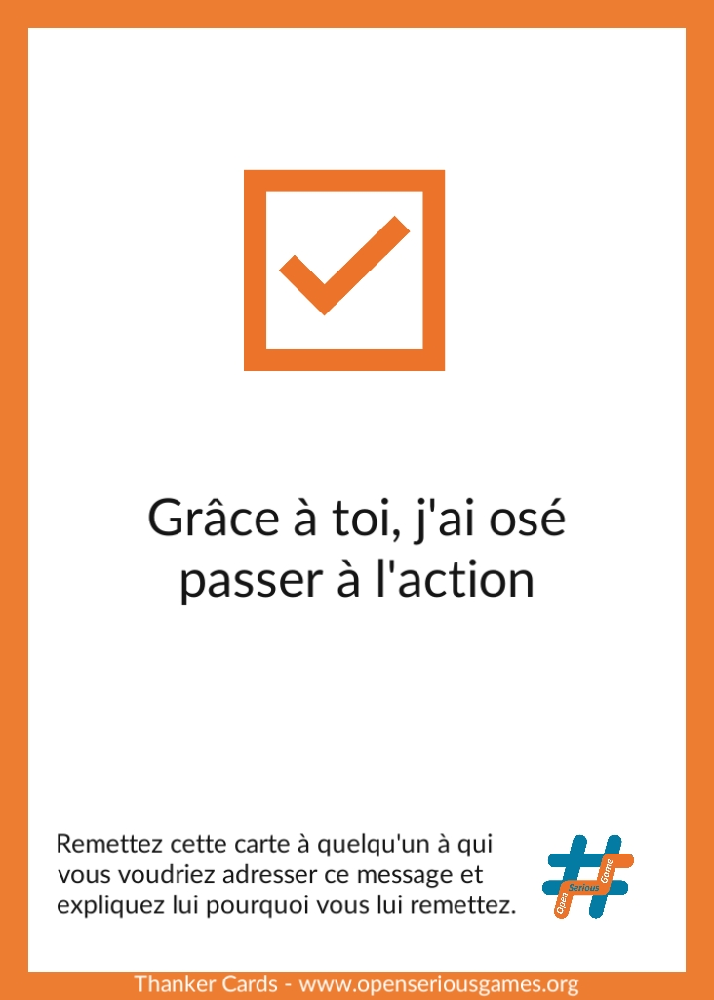 Grâce à toi, j'ai osé
passer à l'action
Remettez cette carte à quelqu'un à qui
vous voudriez adresser ce message et
expliquez lui pourquoi vous lui remettez.
Open Serious Game
Thanker Cards - www.openseriousgames.org